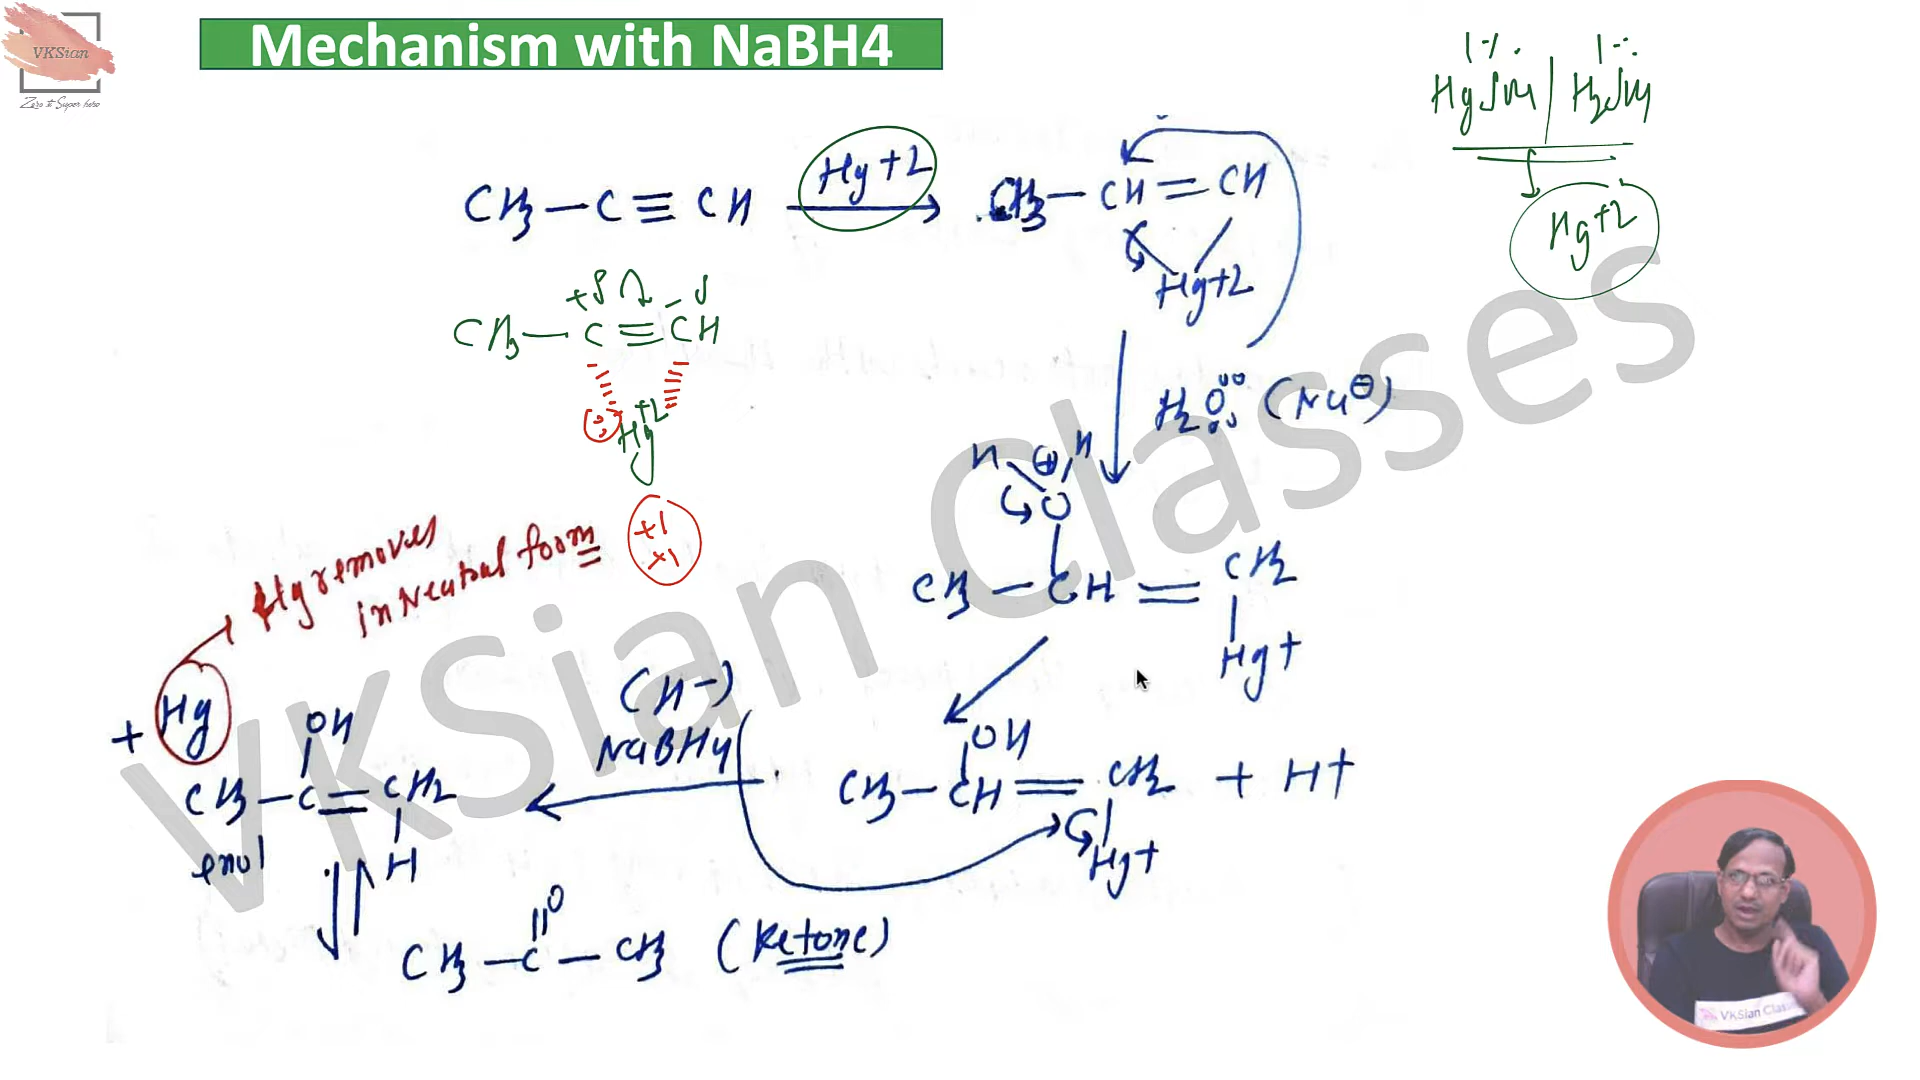 VKSian
Zero to Super hero
Mechanism with NaBH4
1% 1%
HgSO4 | H2SO4
Hg+2
CH3 — C ≡ CH
Hg+2
CH3 — CH = CH
Hg+2
+δ -δ
CH3 — C ≡ CH
+2
Hg
+1
+1
H2O (Nu⊖)
H ⊕ H
O
CH3 — CH = CH2
Hg+
Hg removes
in Neutral form
+ Hg
OH
CH3 — C = CH2
H
enol
(H-)
NaBH4
OH
CH3 — CH = CH2 + H+
Hg+
O
CH3 — C — CH3 (Ketone)
VKSian Classes
VKSian Clas